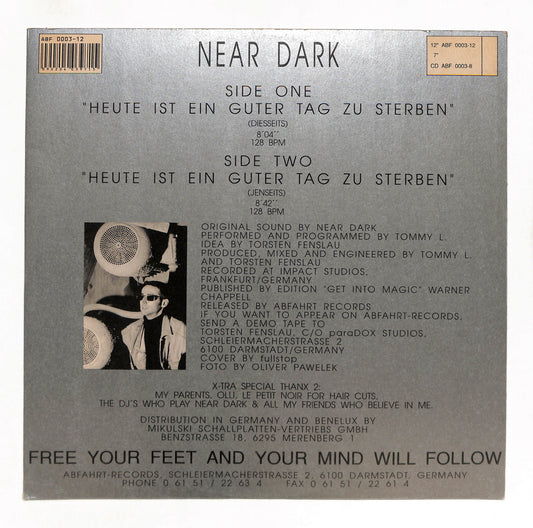 ABF 0003-12
12" ABF 0003-12
7"
CD ABF 0003-8
NEAR DARK
SIDE ONE
"HEUTE IST EIN GUTER TAG ZU STERBEN"
(DIESSEITS)
8´04´´
128 BPM
SIDE TWO
"HEUTE IST EIN GUTER TAG ZU STERBEN"
(JENSEITS)
8´42´´
128 BPM
ORIGINAL SOUND BY NEAR DARK
PERFORMED AND PROGRAMMED BY TOMMY L.
IDEA BY TORSTEN FENSLAU
PRODUCED, MIXED AND ENGINEERED BY TOMMY L.
AND TORSTEN FENSLAU
RECORDED AT IMPACT STUDIOS,
FRANKFURT/GERMANY
PUBLISHED BY EDITION "GET INTO MAGIC" WARNER
CHAPPELL
RELEASED BY ABFAHRT RECORDS
IF YOU WANT TO APPEAR ON ABFAHRT-RECORDS,
SEND A DEMO TAPE TO
TORSTEN FENSLAU, C/O paraDOX STUDIOS,
SCHLEIERMACHERSTRASSE 2
6100 DARMSTADT/GERMANY
COVER BY fullstop
FOTO BY OLIVER PAWELEK
X-TRA SPECIAL THANX 2:
MY PARENTS, OLLI, LE PETIT NOIR FOR HAIR CUTS,
THE DJ'S WHO PLAY NEAR DARK & ALL MY FRIENDS WHO BELIEVE IN ME.
DISTRIBUTION IN GERMANY AND BENELUX BY
MIKULSKI SCHALLPLATTEN-VERTRIEBS GMBH
BENZSTRASSE 18, 6295 MERENBERG 1
FREE YOUR FEET AND YOUR MIND WILL FOLLOW
ABFAHRT-RECORDS, SCHLEIERMACHERSTRASSE 2, 6100 DARMSTADT, GERMANY
PHONE 0 61 51 / 22 63 4 FAX 0 61 51 / 22 61 4